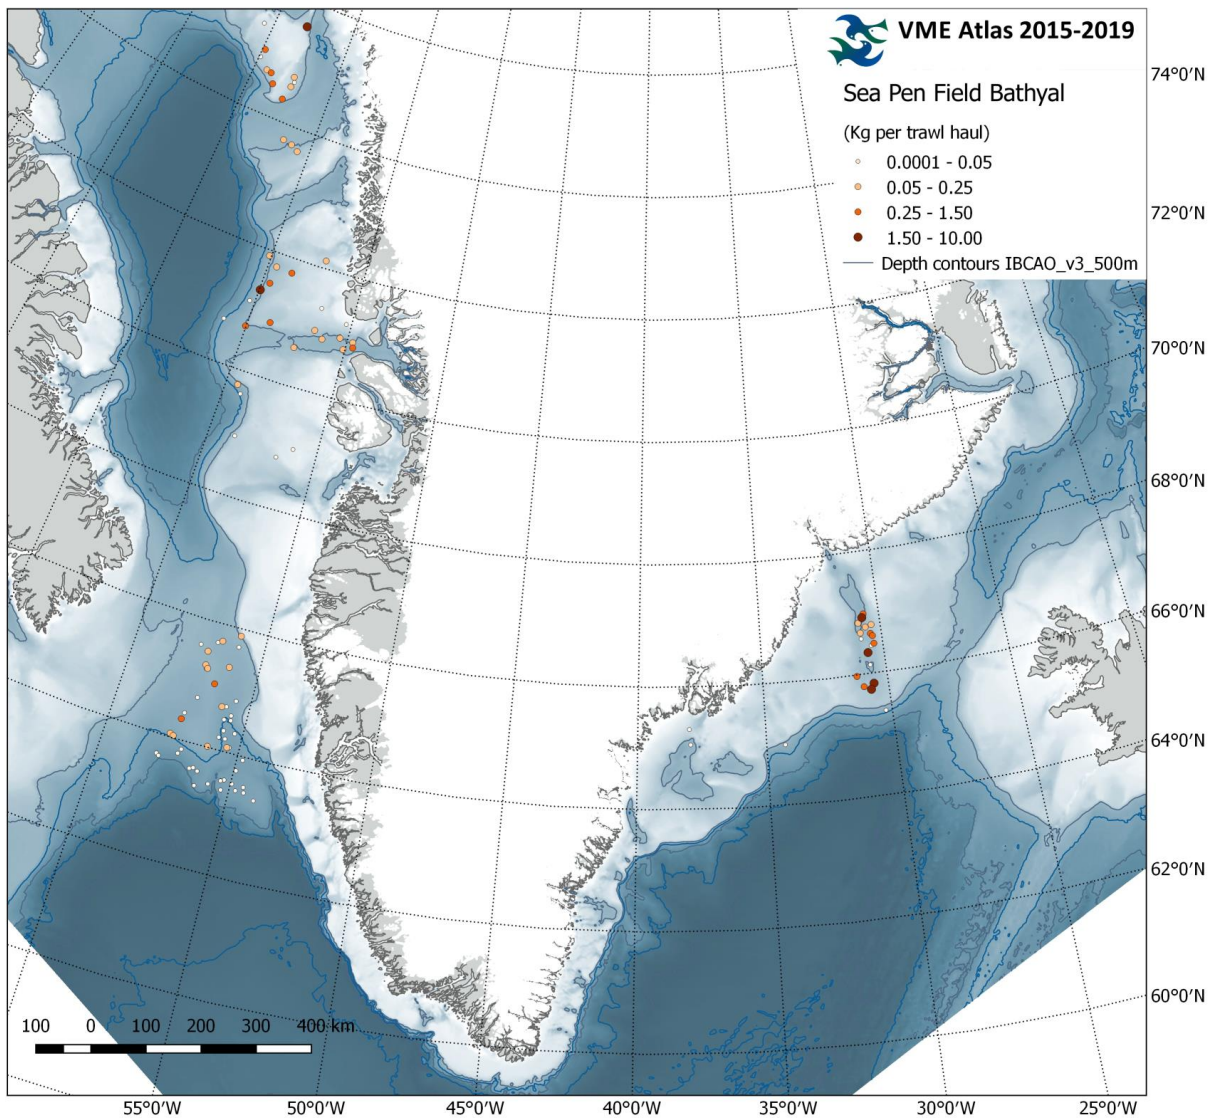 VME Atlas 2015-2019
Sea Pen Field Bathyal
(Kg per trawl haul)
0.0001 - 0.05
0.05 - 0.25
0.25 - 1.50
1.50 - 10.00
Depth contours IBCAO_v3_500m
74°0'N
72°0'N
70°0'N
68°0'N
66°0'N
64°0'N
62°0'N
60°0'N
100 0 100 200 300 400 km
55°0'W 50°0'W 45°0'W 40°0'W 35°0'W 30°0'W 25°0'W